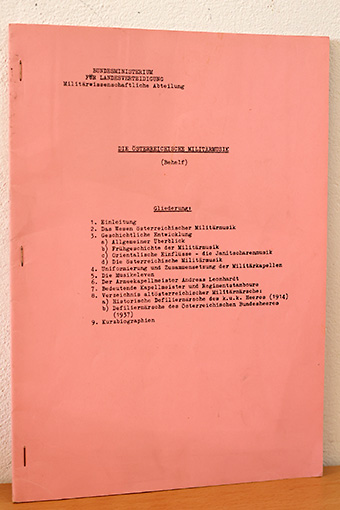 BUNDESMINISTERIUM
FÜR LANDESVERTEIDIGUNG
Militärwissenschaftliche Abteilung
DIE ÖSTERREICHISCHE MILITÄRMUSIK
(Behelf)
Gliederung:
1. Einleitung
2. Das Wesen österreichischer Militärmusik
3. Geschichtliche Entwicklung
a) Allgemeiner Überblick
b) Frühgeschichte der Militärmusik
c) Orientalische Einflüsse - die Janitscharenmusik
d) Die österreichische Militärmusik
4. Uniformierung und Zusammensetzung der Militärkapellen
5. Die Musikeleven
6. Der Armeekapellmeister Andreas Leonhardt
7. Bedeutende Kapellmeister und Regimentstamboure
8. Verzeichnis altösterreichischer Militärmärsche:
a) Historische Defiliermärsche des k.u.k. Heeres (1914)
b) Defiliermärsche des Österreichischen Bundesheeres
(1937)
9. Kurzbiographien